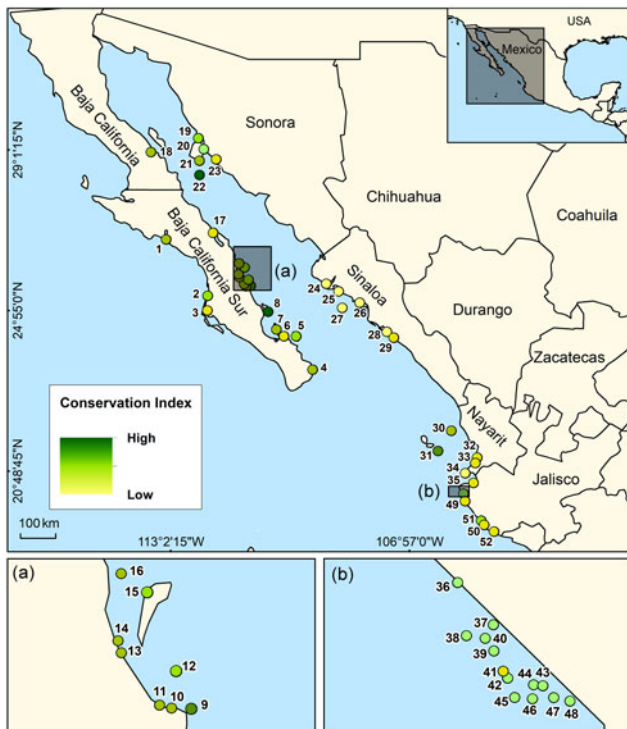 USA
Mexico
Baja California
Sonora
Chihuahua
Coahuila
29°1'15"N
19
20
18
21
23
22
Baja California Sur
17
1
(a)
Sinaloa
Durango
24
25
26
27
2
8
24°55'0"N
3
7
6
5
28
29
Zacatecas
4
Conservation Index
High
Low
Nayarit
30
31
32
33
34
35
Jalisco
20°48'45"N
(b)
49
51
50
52
100 km
113°2'15"W
106°57'0"W
(a)
16
15
14
13
12
11
10
9
(b)
36
37
38
40
39
41
42
44
43
45
46
47
48